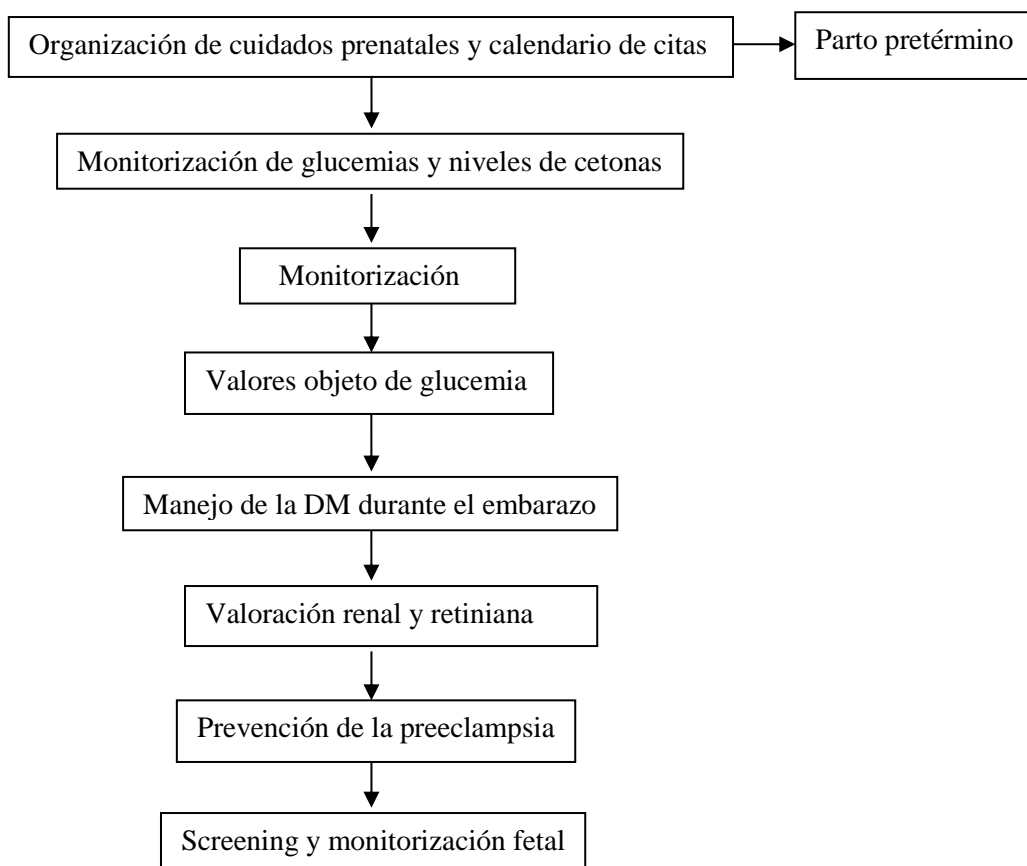 Organización de cuidados prenatales y calendario de citas
Parto pretérmino
Monitorización de glucemias y niveles de cetonas
Monitorización
Valores objeto de glucemia
Manejo de la DM durante el embarazo
Valoración renal y retiniana
Prevención de la preeclampsia
Screening y monitorización fetal